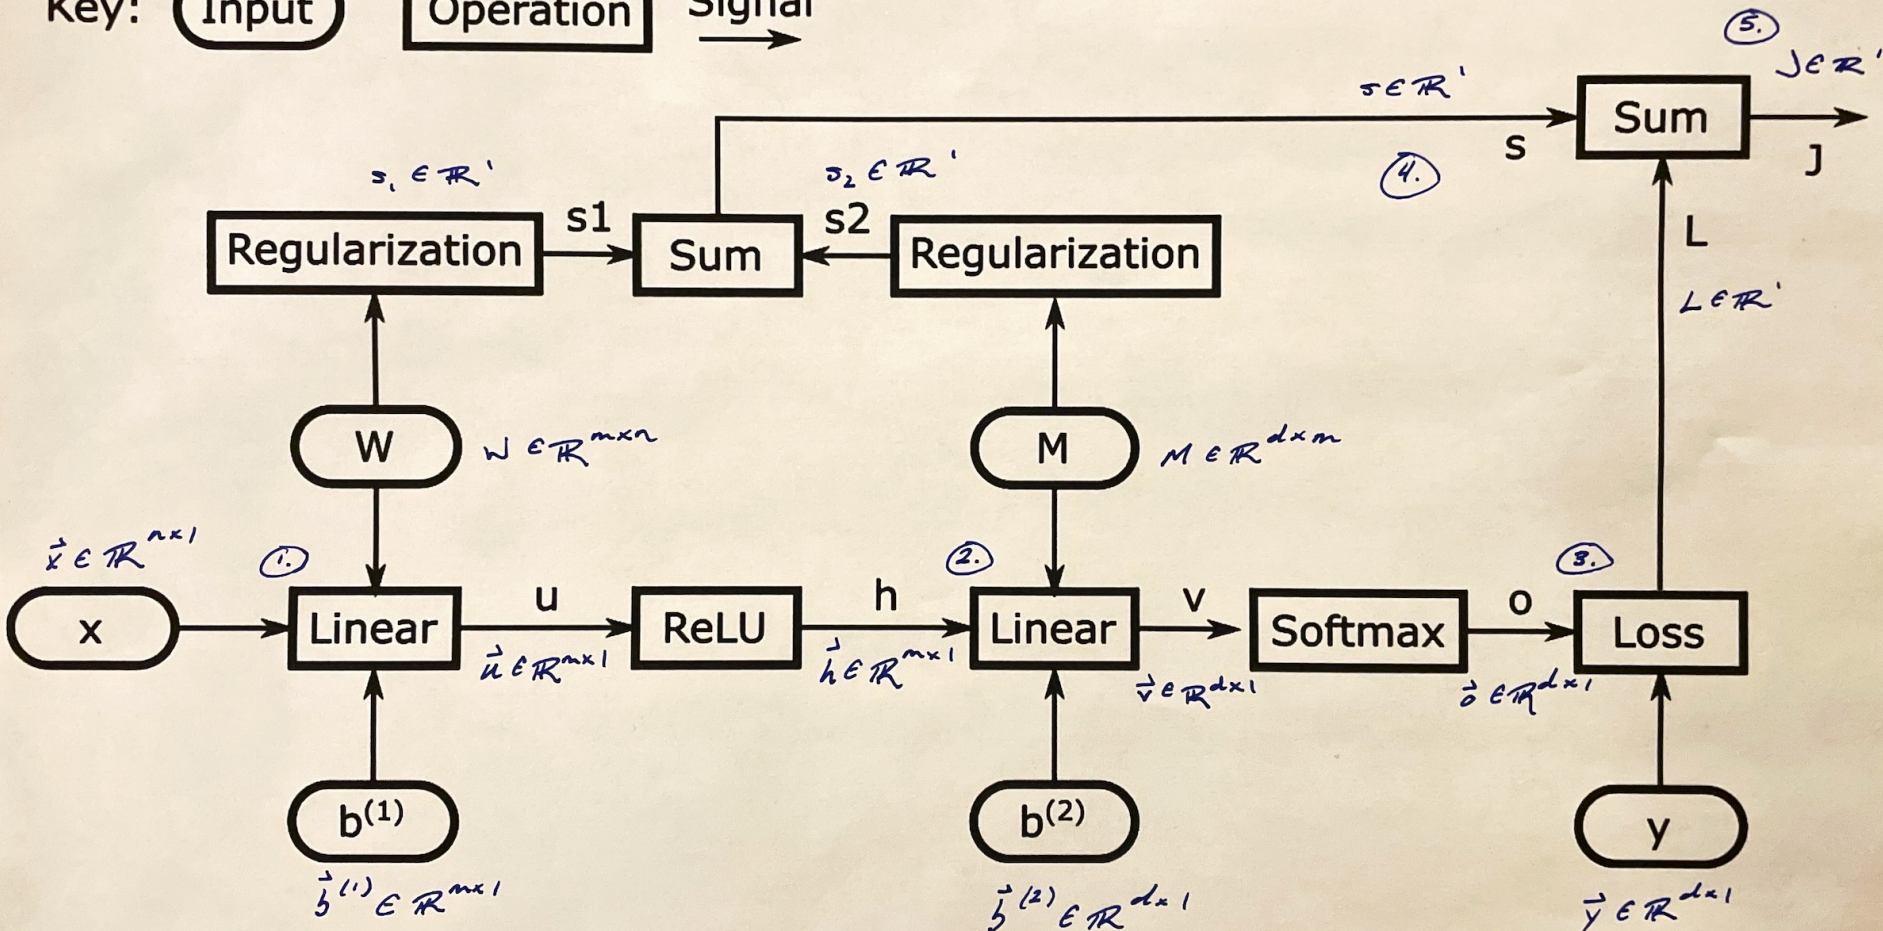 Key: Input Operation Signal
5.
J ∈ ℝ¹
s ∈ ℝ¹
Sum
s
J
4.
s₁ ∈ ℝ¹
s₂ ∈ ℝ¹
Regularization s1 Sum s2 Regularization
L
L ∈ ℝ¹
W
W ∈ ℝ^{m×n}
M
M ∈ ℝ^{d×m}
x⃗ ∈ ℝ^{n×1}
1.
2.
3.
x Linear u ReLU h Linear v Softmax o Loss
u⃗ ∈ ℝ^{m×1}
h⃗ ∈ ℝ^{m×1}
v⃗ ∈ ℝ^{d×1}
o⃗ ∈ ℝ^{d×1}
b⁽¹⁾
b⁽²⁾
y
b⃗⁽¹⁾ ∈ ℝ^{m×1}
b⃗⁽²⁾ ∈ ℝ^{d×1}
y⃗ ∈ ℝ^{d×1}